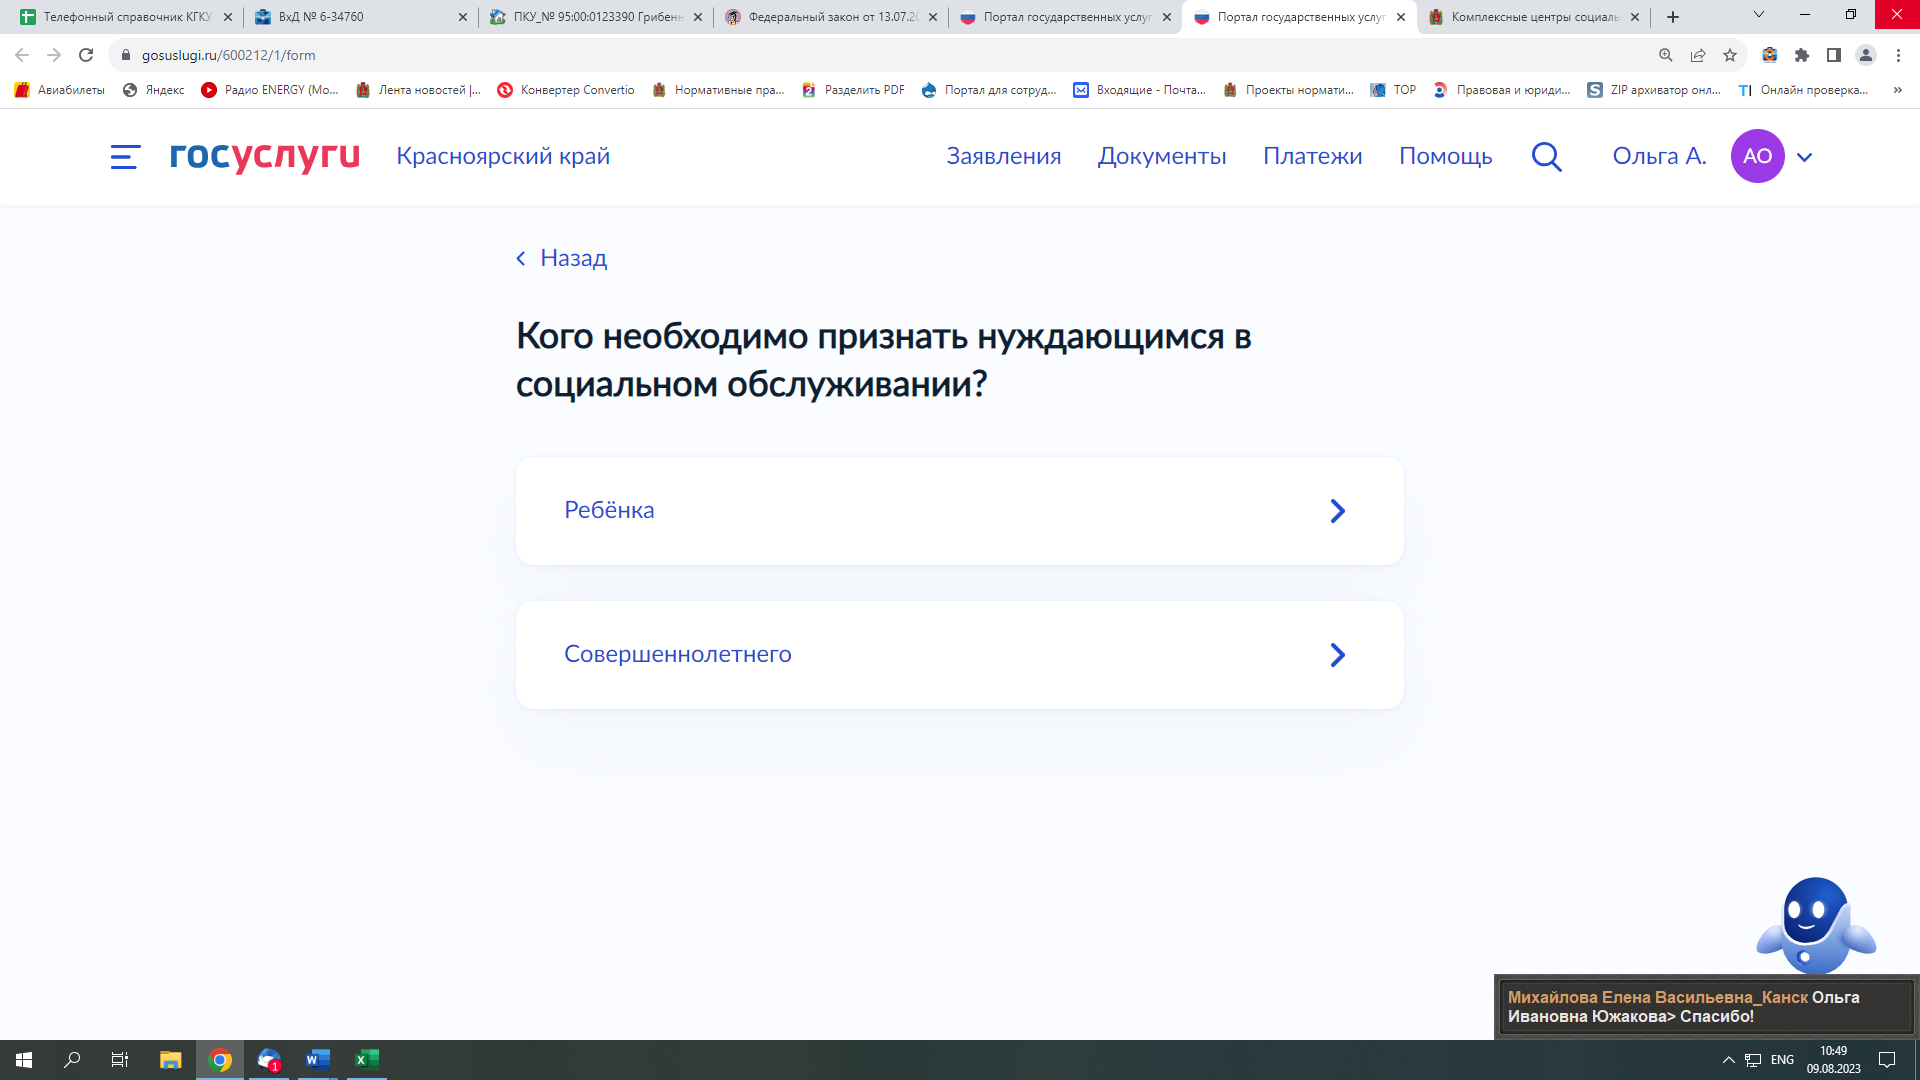 Телефонный справочник КГКУ
ВхД № 6-34760
ПКУ_№ 95:00:0123390 Грибенн
Федеральный закон от 13.07.20
Портал государственных услуг
Портал государственных услуг
Комплексные центры социаль
gosuslugi.ru/600212/1/form
Авиабилеты
Яндекс
Радио ENERGY (Мо...
Лента новостей |...
Конвертер Convertio
Нормативные пра...
Разделить PDF
Портал для сотруд...
Входящие - Почта...
Проекты нормати...
TOP
Правовая и юриди...
ZIP архиватор онл...
Онлайн проверка...
госуслуги
Красноярский край
Заявления
Документы
Платежи
Помощь
Ольга А.
АО
Назад
Кого необходимо признать нуждающимся в
социальном обслуживании?
Ребёнка
Совершеннолетнего
Михайлова Елена Васильевна_Канск Ольга
Ивановна Южакова> Спасибо!
1
ENG
10:49
09.08.2023